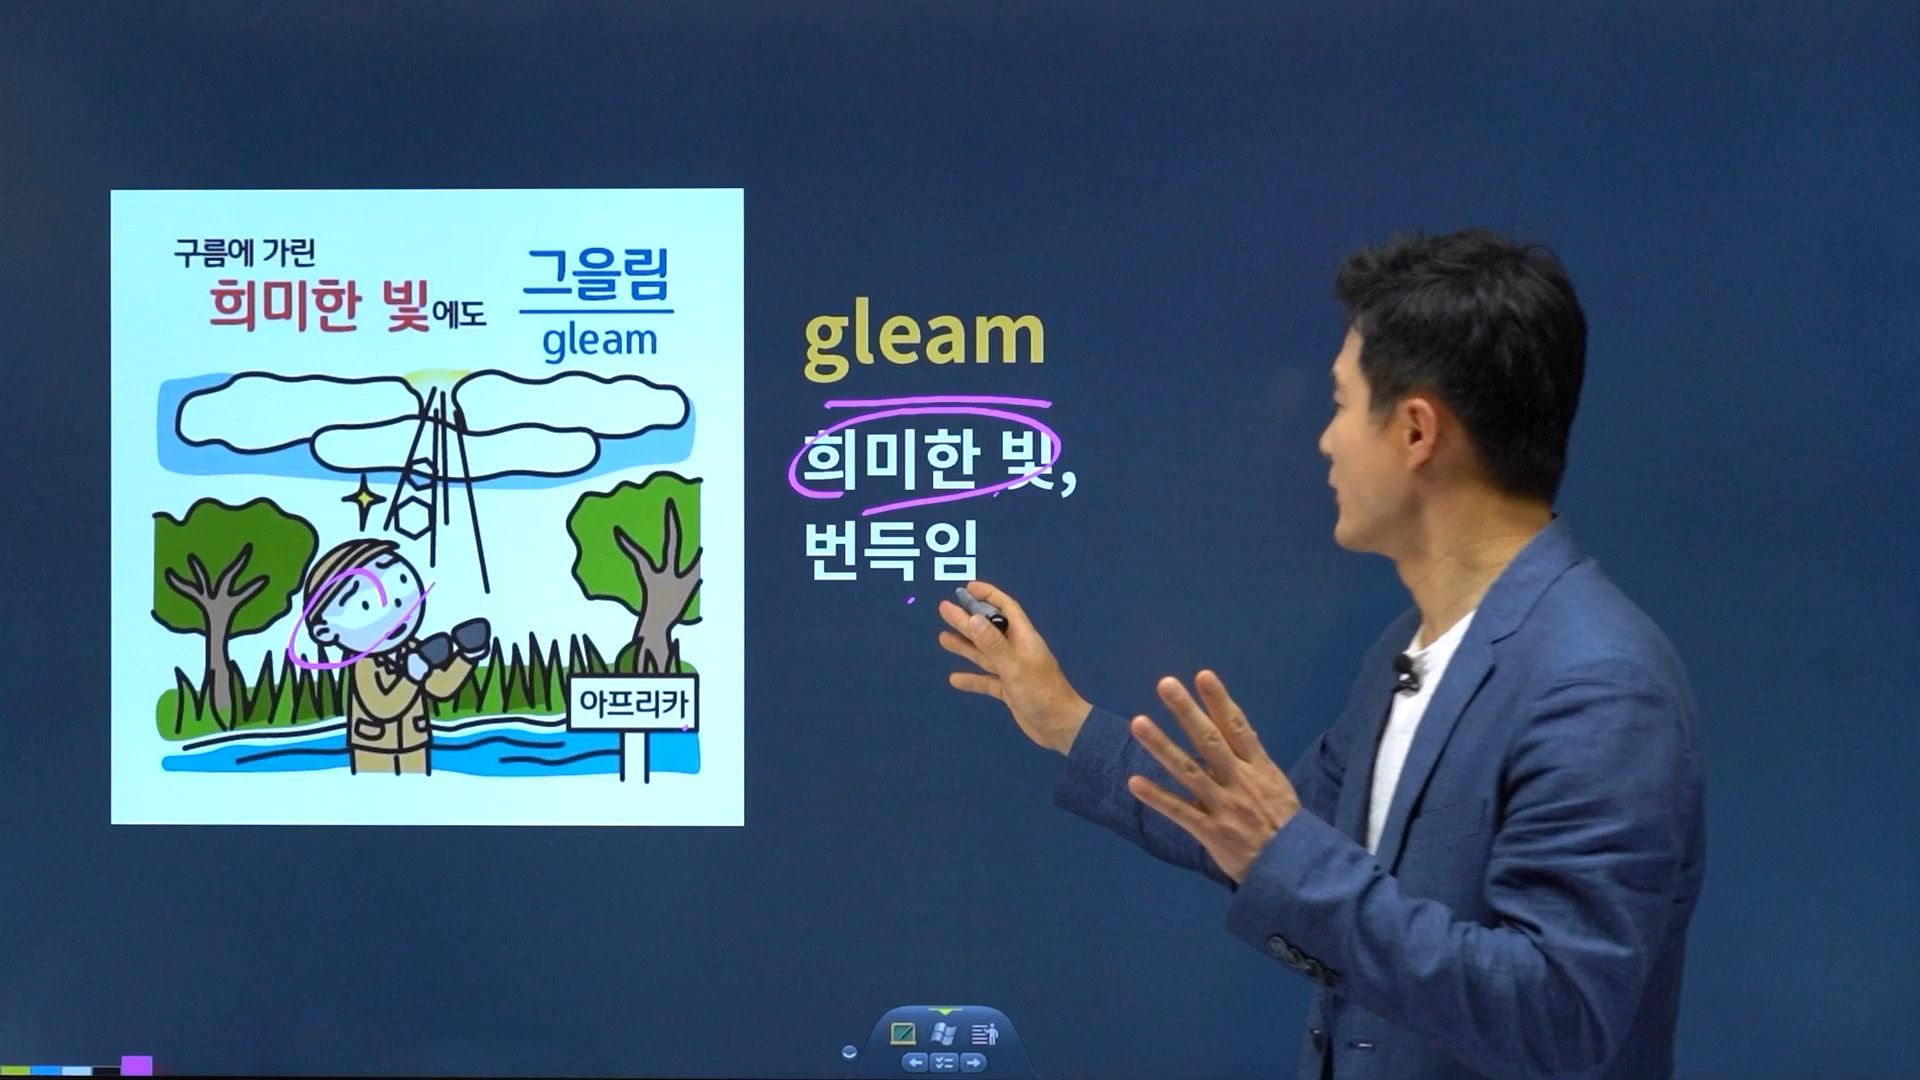 구름에 가린
희미한 빛에도
그을림
gleam
아프리카
gleam
희미한 빛,
번득임